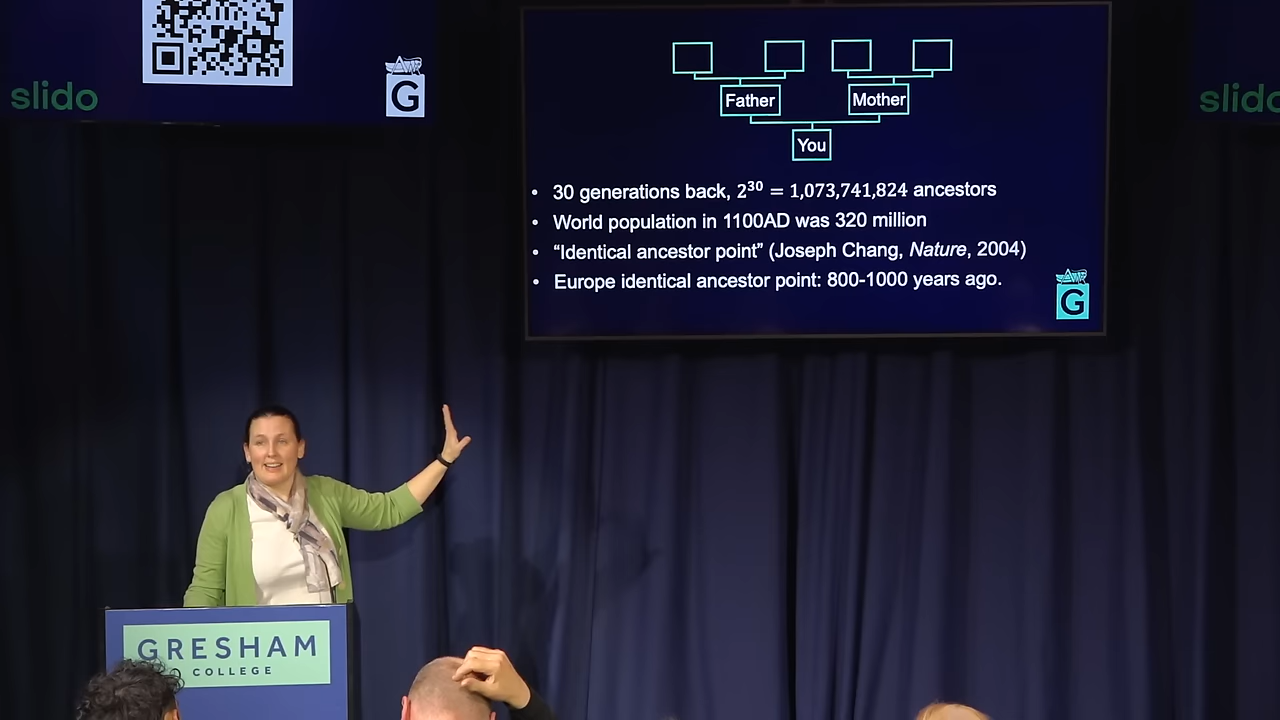 slido
G
Father
Mother
You
• 30 generations back, 2³⁰ = 1,073,741,824 ancestors
• World population in 1100AD was 320 million
• “Identical ancestor point” (Joseph Chang, Nature, 2004)
• Europe identical ancestor point: 800-1000 years ago.
G
slido
GRESHAM
COLLEGE